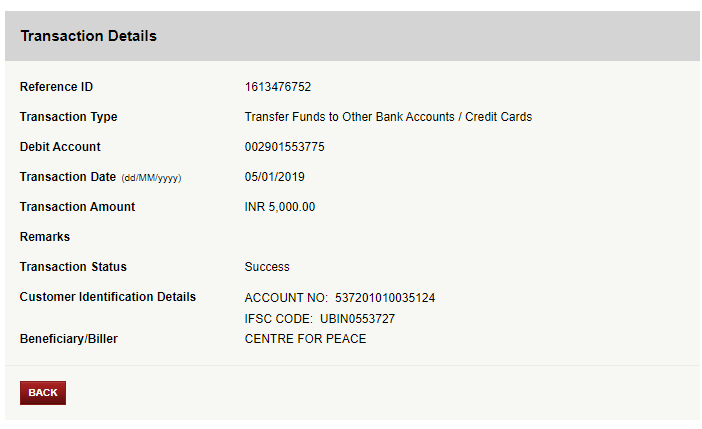 Transaction Details
Reference ID 1613476752
Transaction Type Transfer Funds to Other Bank Accounts / Credit Cards
Debit Account 002901553775
Transaction Date (dd/MM/yyyy) 05/01/2019
Transaction Amount INR 5,000.00
Remarks
Transaction Status Success
Customer Identification Details ACCOUNT NO: 537201010035124
IFSC CODE: UBIN0553727
Beneficiary/Biller CENTRE FOR PEACE
BACK